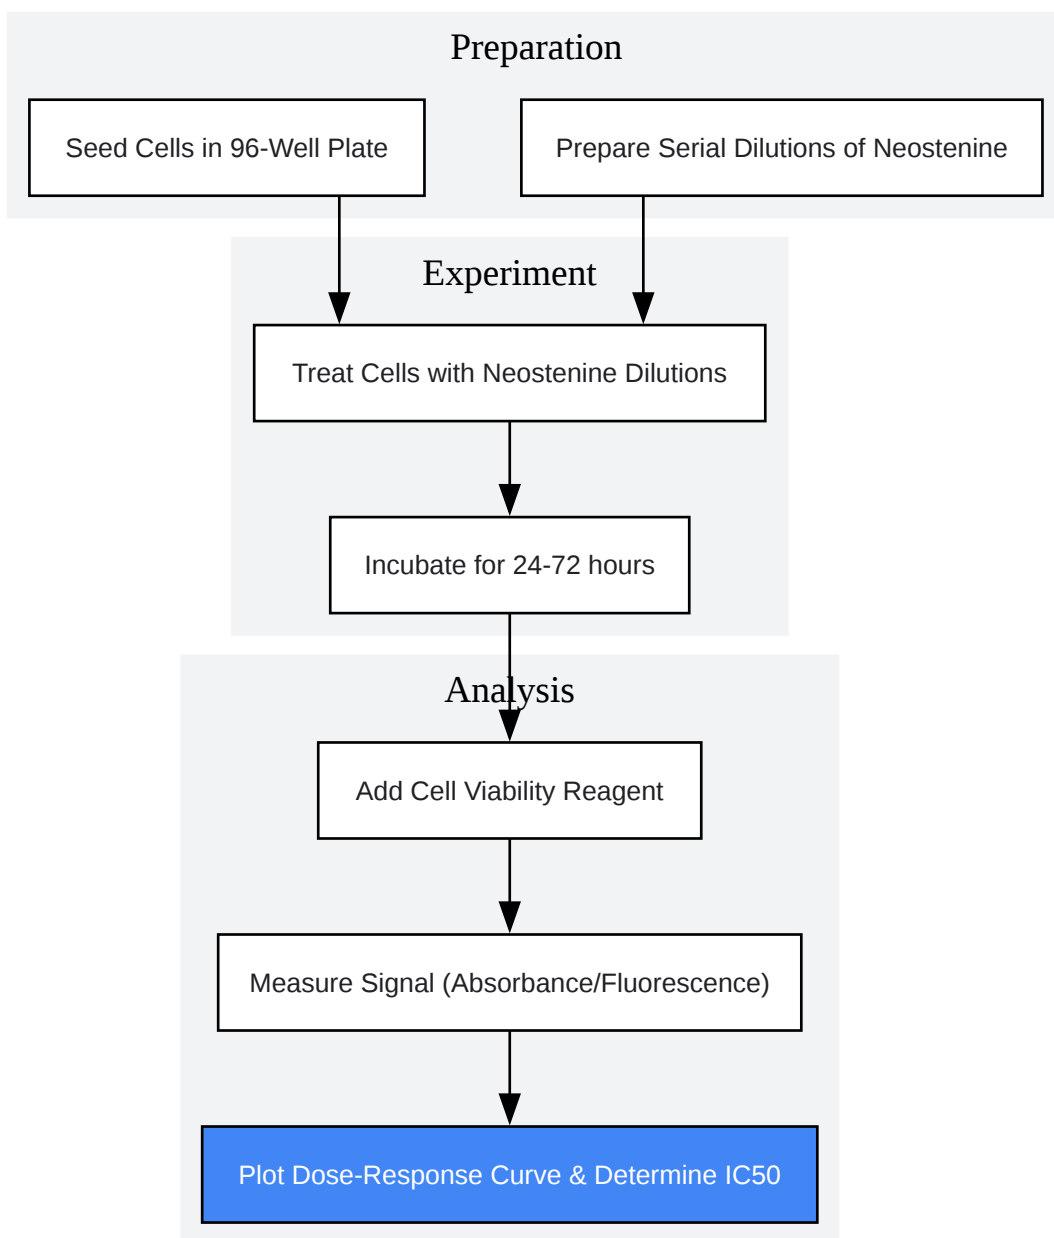 Preparation
Seed Cells in 96-Well Plate
Prepare Serial Dilutions of Neostenine
Experiment
Treat Cells with Neostenine Dilutions
Incubate for 24-72 hours
Analysis
Add Cell Viability Reagent
Measure Signal (Absorbance/Fluorescence)
Plot Dose-Response Curve & Determine IC50